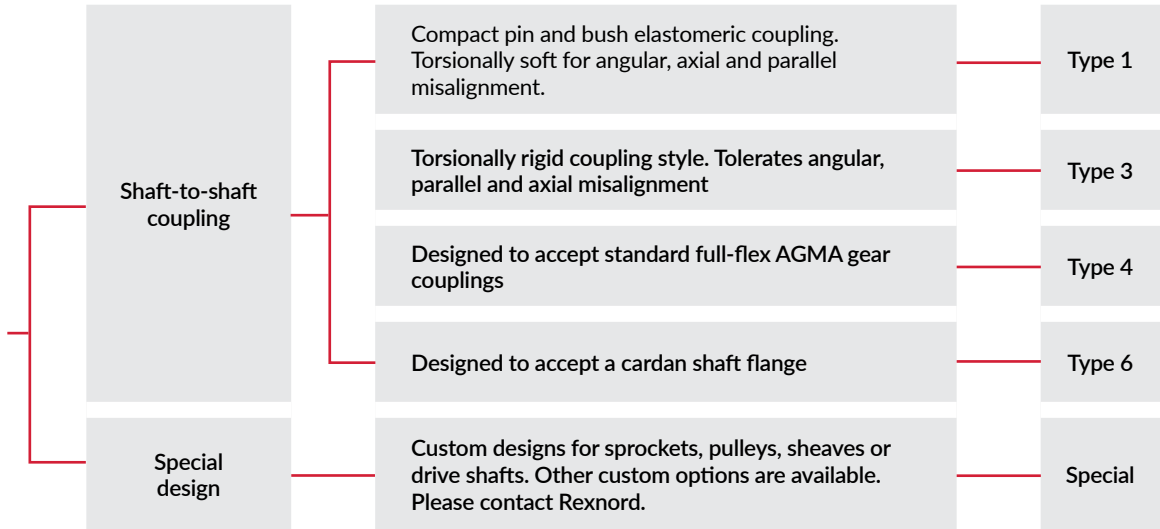 Shaft-to-shaft
coupling
Compact pin and bush elastomeric coupling.
Torsionally soft for angular, axial and parallel
misalignment.
Type 1
Torsionally rigid coupling style. Tolerates angular,
parallel and axial misalignment
Type 3
Designed to accept standard full-flex AGMA gear
couplings
Type 4
Designed to accept a cardan shaft flange
Type 6
Special
design
Custom designs for sprockets, pulleys, sheaves or
drive shafts. Other custom options are available.
Please contact Rexnord.
Special